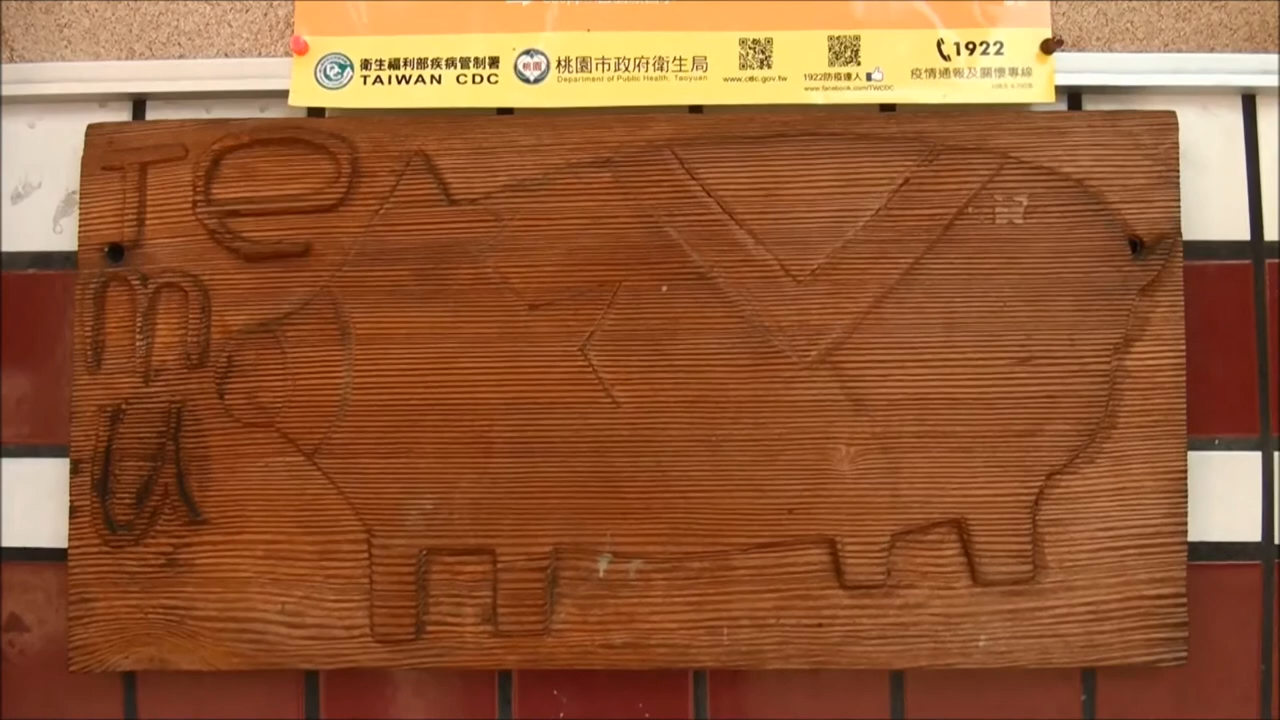 衛生福利部疾病管制署
TAIWAN CDC
桃園
桃園市政府衛生局
Department of Public Health, Taoyuan
www.cdc.gov.tw
1922防疫達人
www.facebook.com/TWCDC
1922
疫情通報及關懷專線
Te
m
u